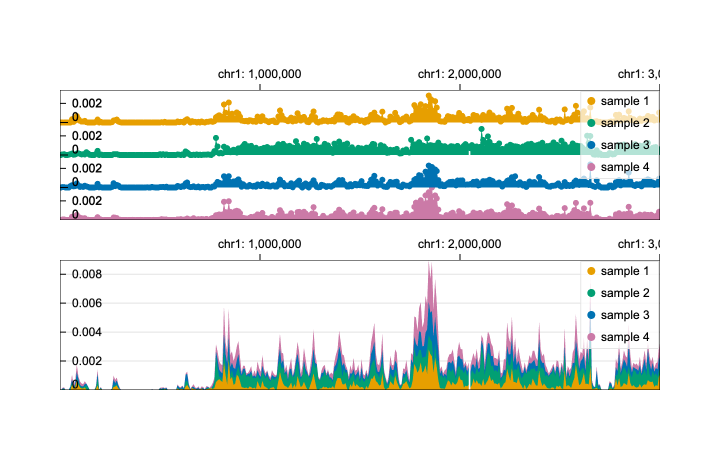 chr1: 1,000,000 chr1: 2,000,000 chr1: 3,0
0.002
0
0.002
0
0.002
0
0.002
0
sample 1
sample 2
sample 3
sample 4
chr1: 1,000,000 chr1: 2,000,000 chr1: 3,0
0.008
0.006
0.004
0.002
0
sample 1
sample 2
sample 3
sample 4